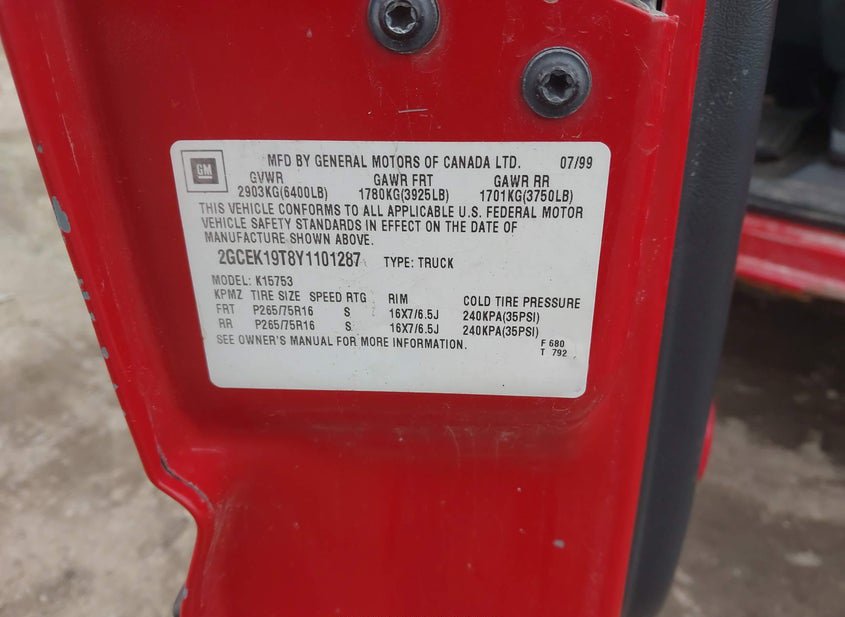 GM
MFD BY GENERAL MOTORS OF CANADA LTD. 07/99
GVWR GAWR FRT GAWR RR
2903KG(6400LB) 1780KG(3925LB) 1701KG(3750LB)
THIS VEHICLE CONFORMS TO ALL APPLICABLE U.S. FEDERAL MOTOR
VEHICLE SAFETY STANDARDS IN EFFECT ON THE DATE OF
MANUFACTURE SHOWN ABOVE.
2GCEK19T8Y1101287 TYPE: TRUCK
MODEL: K15753
KPMZ TIRE SIZE SPEED RTG RIM COLD TIRE PRESSURE
FRT P265/75R16 S 16X7/6.5J 240KPA(35PSI)
RR P265/75R16 S 16X7/6.5J 240KPA(35PSI)
SEE OWNER'S MANUAL FOR MORE INFORMATION. F 680
T 792